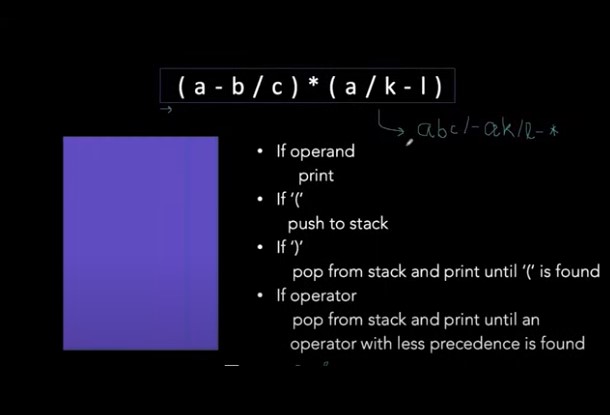 (a-b/c)*(a/k-l)
abc/-ak/l-*
• If operand
print
• If '('
push to stack
• If ')'
pop from stack and print until '(' is found
• If operator
pop from stack and print until an
operator with less precedence is found